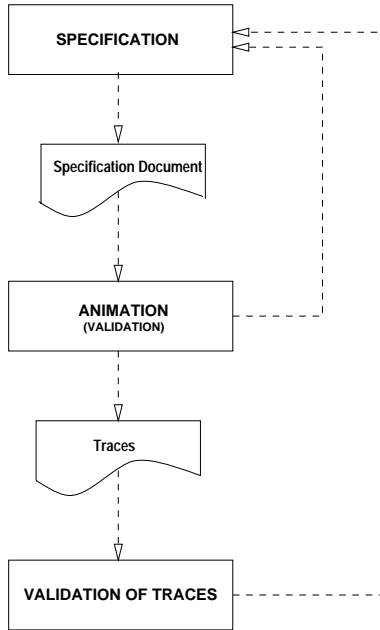 SPECIFICATION
Specification Document
ANIMATION
(VALIDATION)
Traces
VALIDATION OF TRACES